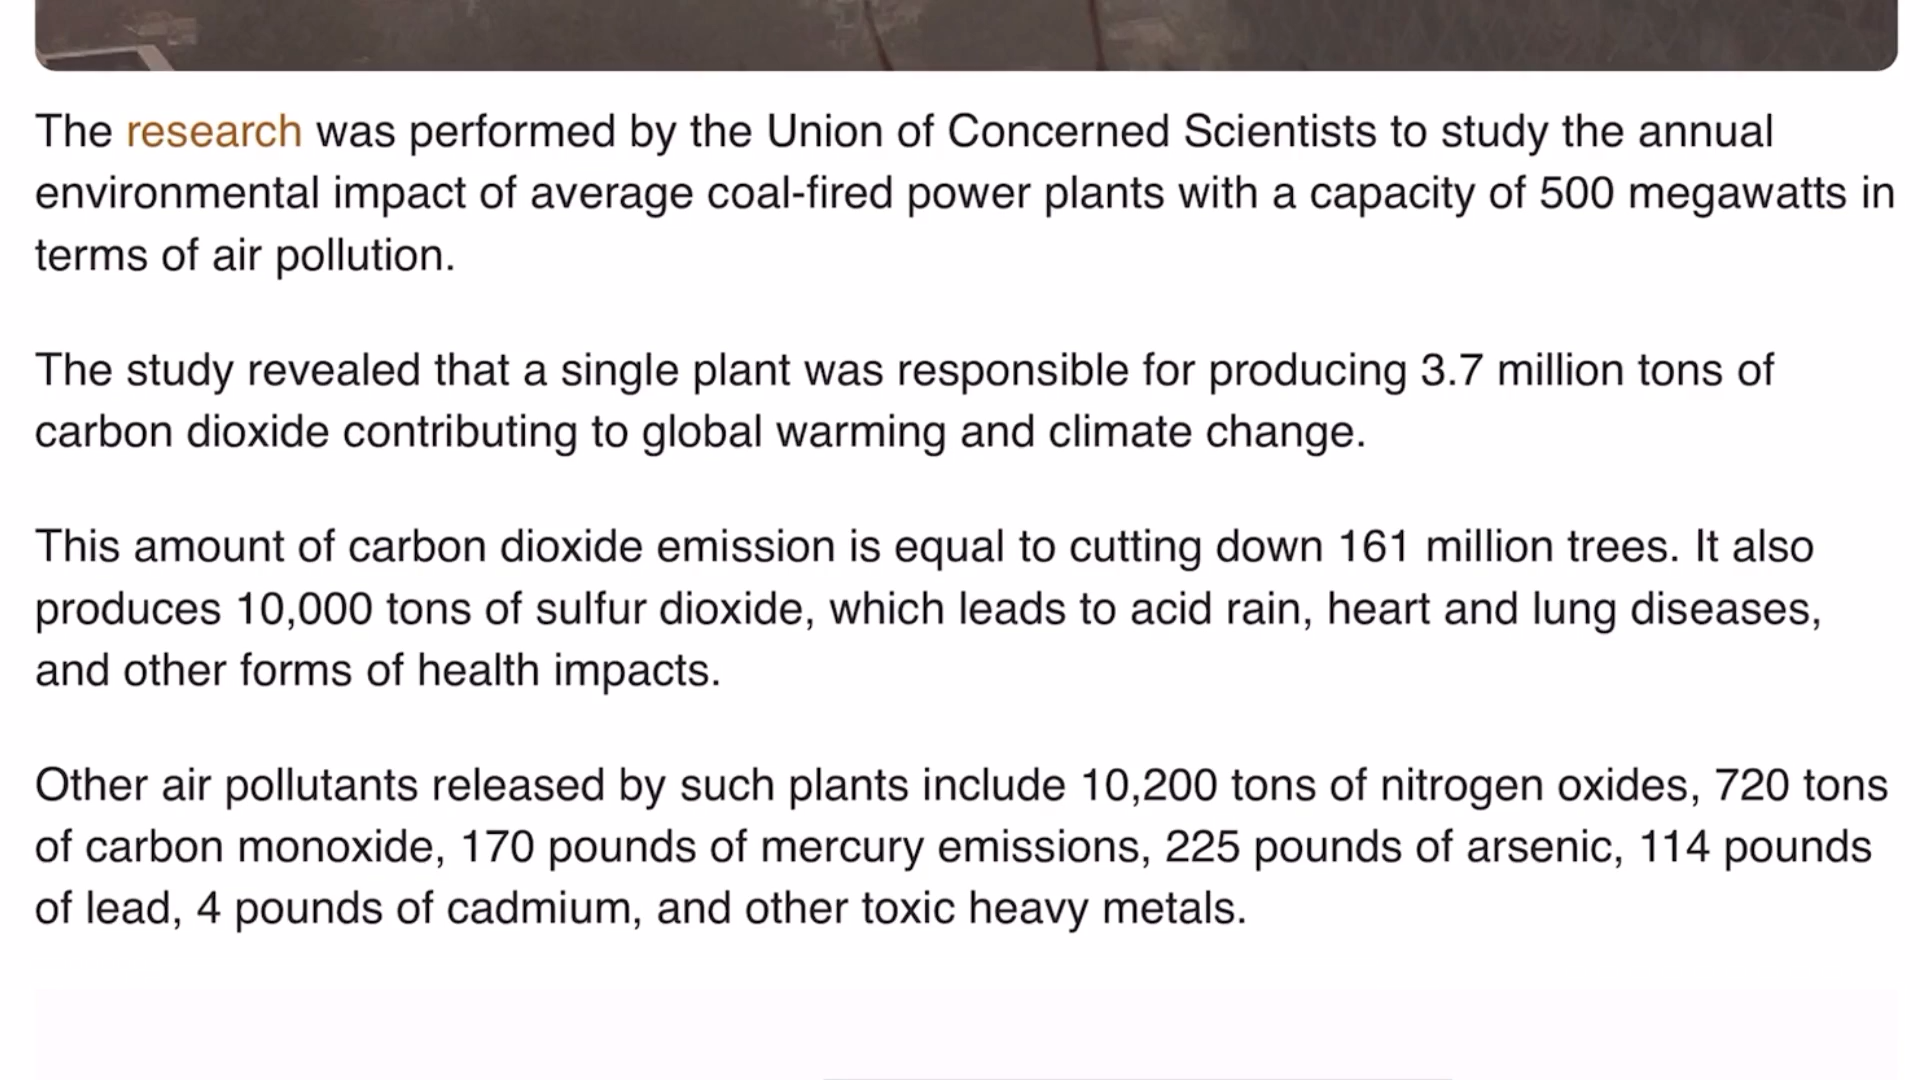 The research was performed by the Union of Concerned Scientists to study the annual
environmental impact of average coal-fired power plants with a capacity of 500 megawatts in
terms of air pollution.
The study revealed that a single plant was responsible for producing 3.7 million tons of
carbon dioxide contributing to global warming and climate change.
This amount of carbon dioxide emission is equal to cutting down 161 million trees. It also
produces 10,000 tons of sulfur dioxide, which leads to acid rain, heart and lung diseases,
and other forms of health impacts.
Other air pollutants released by such plants include 10,200 tons of nitrogen oxides, 720 tons
of carbon monoxide, 170 pounds of mercury emissions, 225 pounds of arsenic, 114 pounds
of lead, 4 pounds of cadmium, and other toxic heavy metals.